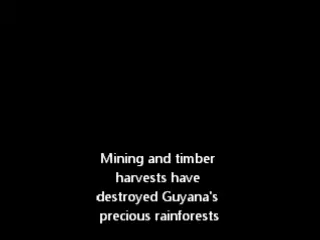 Mining and timber
harvests have
destroyed Guyana's
precious rainforests